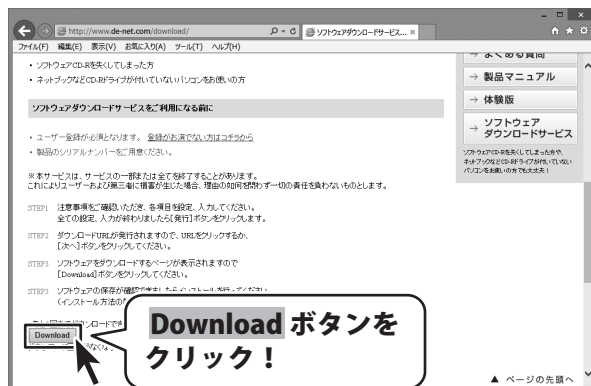 http://www.de-net.com/download/
ソフトウェアダウンロードサービス... ×
ファイル(F) 編集(E) 表示(V) お気に入り(A) ツール(T) ヘルプ(H)
・ソフトウェアCD-Rを失くしてしまった方
・ネットブックなどCD-RFライブが付いていないパソコンをお使いの方
ソフトウェアダウンロードサービスをご利用になる前に
・ユーザー登録が必須となります。 登録がお済でない方はコチラから
・製品のシリアルナンバーをご用意ください。
※本サービスは、サービスの一部または全てを終了することがあります。
これによりユーザーおよび第三者に損害が生じた場合、理由の如何を問わず一切の責任を負わないものとします。
STEP1 注意事項をご確認いただき、各項目を設定、入力してください。
全ての設定、入力が終わりましたら[発行]ボタンをクリックします。
STEP2 ダウンロードURLが発行されますので、URLをクリックするか、
[次へ]ボタンをクリックしてください。
STEP3 ソフトウェアをダウンロードするページが表示されますので
[Download]ボタンをクリックしてください。
STEP3 ソフトウェアの保存が確認できましたらインストールを行ってください
(インストール方法の
Download
Download ボタンを
クリック！
→ よくある質問
→ 製品マニュアル
→ 体験版
→ ソフトウェア
ダウンロードサービス
ソフトウェアCD-Rを失くしてしまった方や、
ネットブックなどCD-RFライブが付いていない
パソコンをお使いの方でも大丈夫！
▲ ページの先頭へ